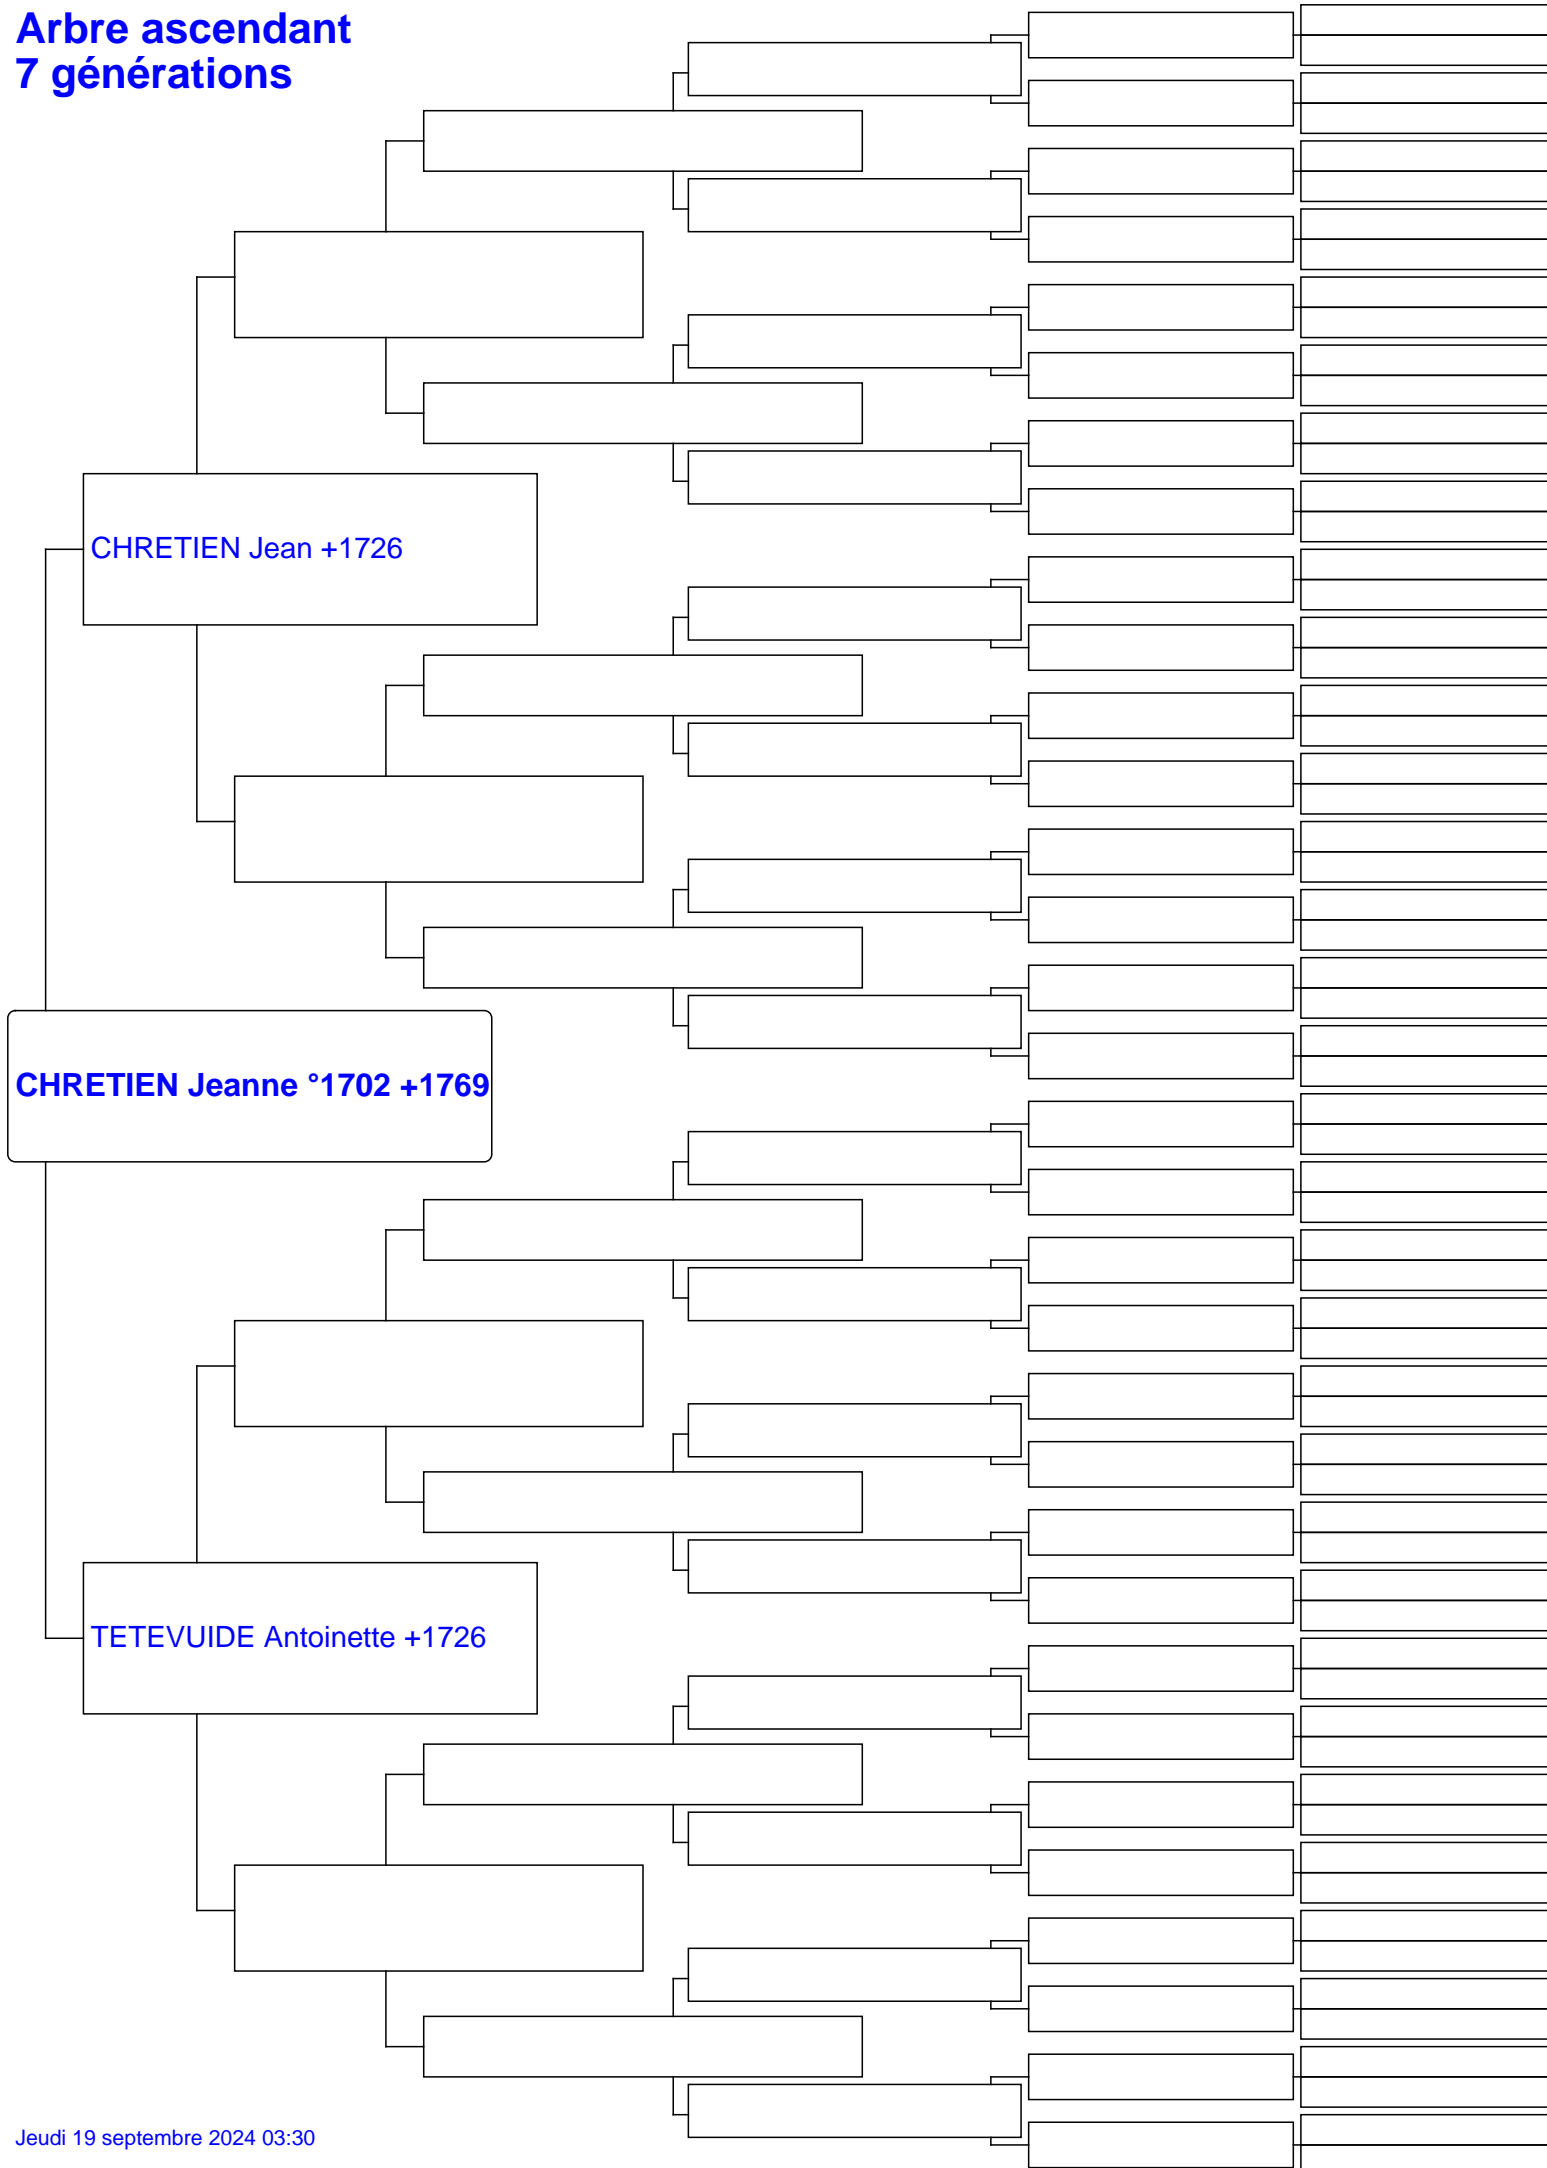 Arbre ascendant
7 générations
CHRETIEN Jean +1726
CHRETIEN Jeanne °1702 +1769
TETEVUIDE Antoinette +1726
Jeudi 19 septembre 2024 03:30